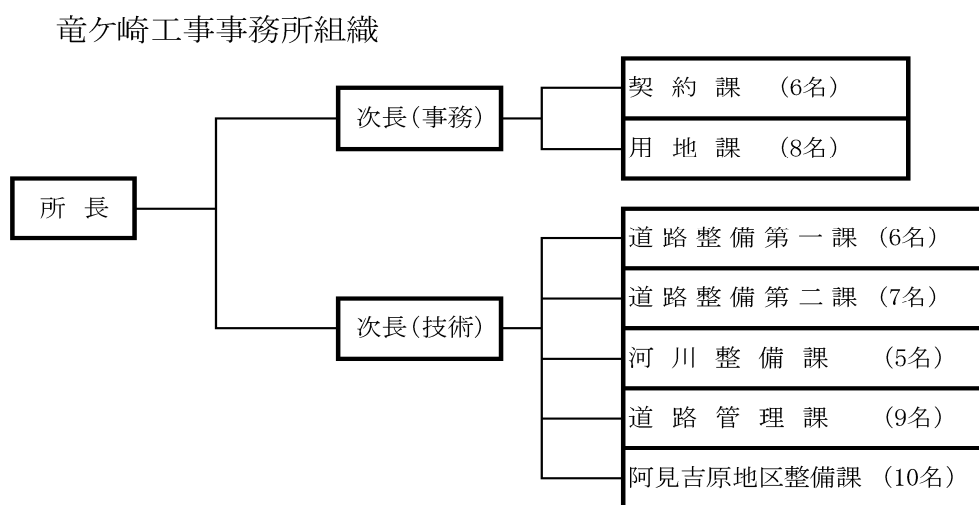 竜ケ崎工事事務所組織
所長
次長（事務）
契約課 （6名）
用地課 （8名）
次長（技術）
道路整備第一課 （6名）
道路整備第二課 （7名）
河川整備課 （5名）
道路管理課 （9名）
阿見吉原地区整備課 （10名）